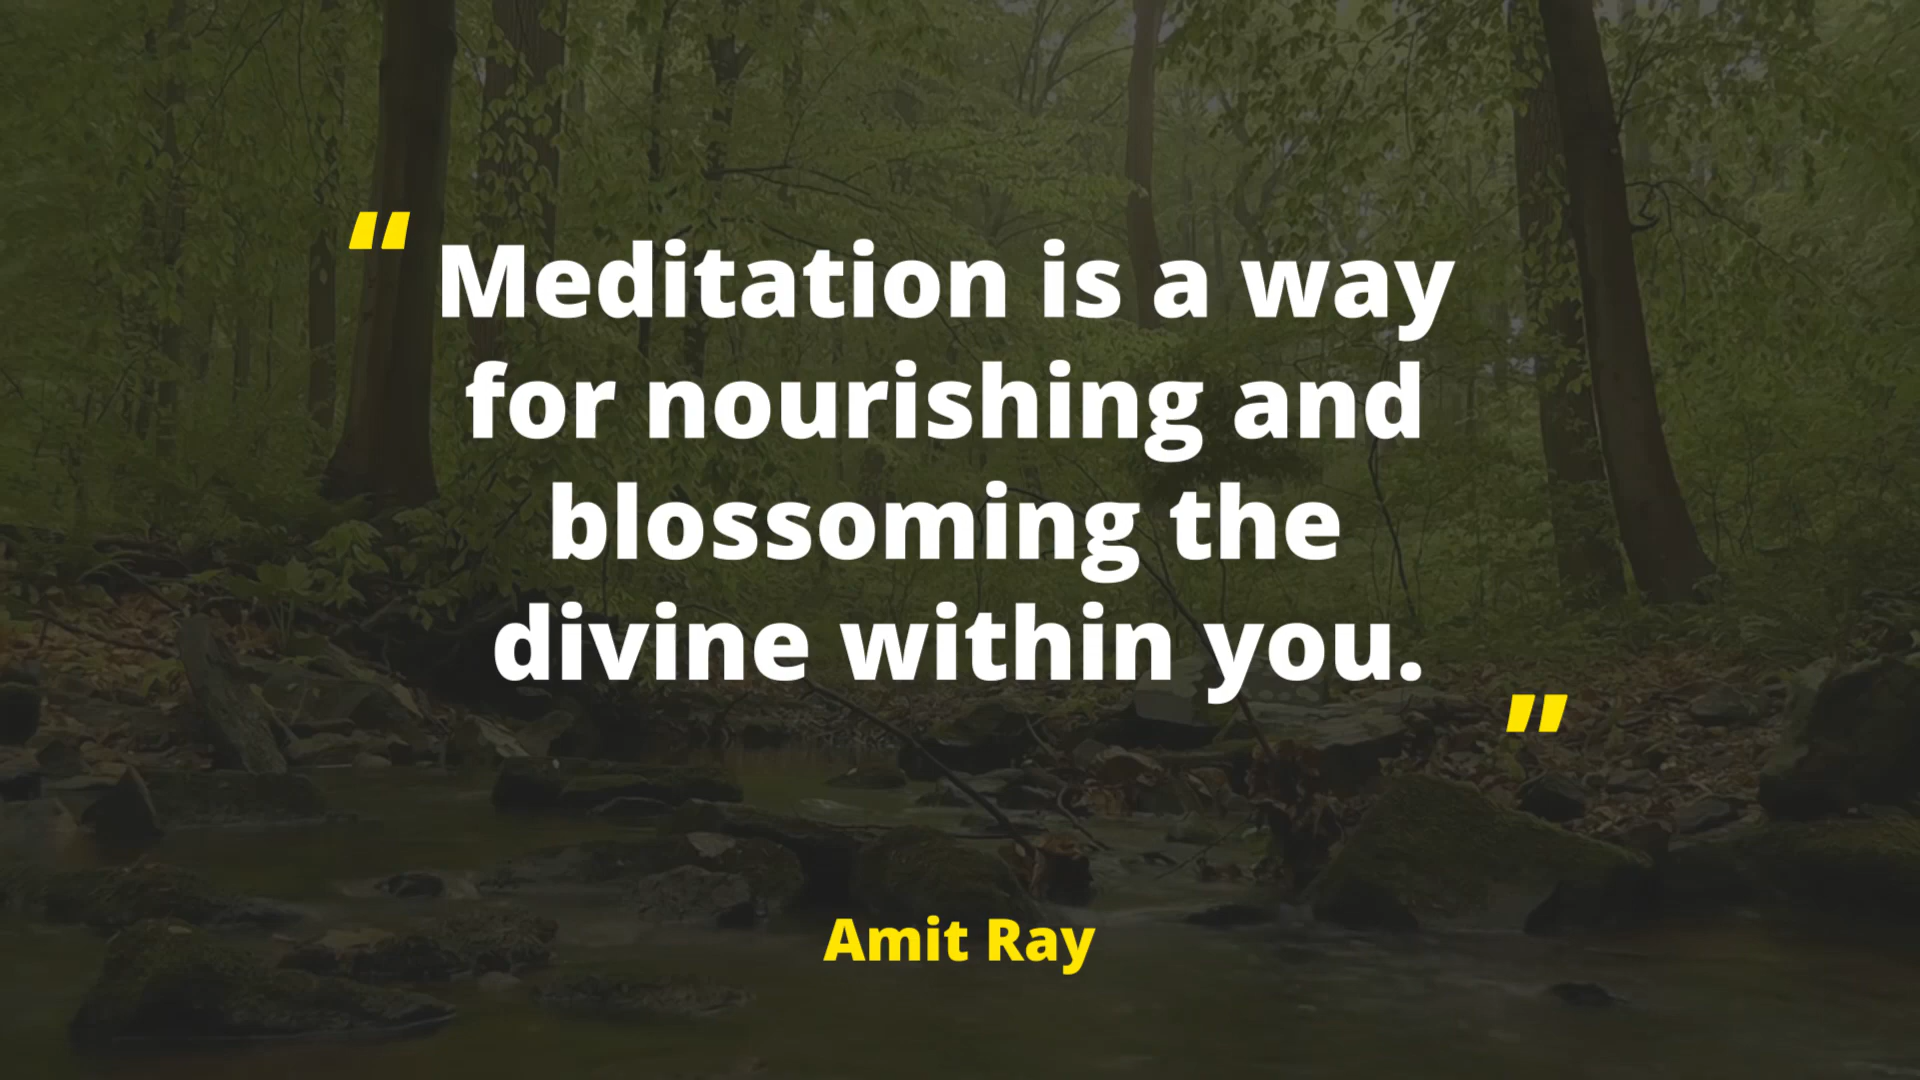 “ Meditation is a way
for nourishing and
blossoming the
divine within you. ”
Amit Ray